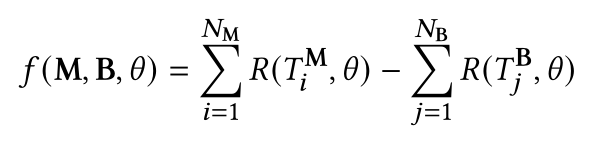 f(M, B, θ) = ∑_{i=1}^{N_M} R(T_i^M, θ) − ∑_{j=1}^{N_B} R(T_j^B, θ)